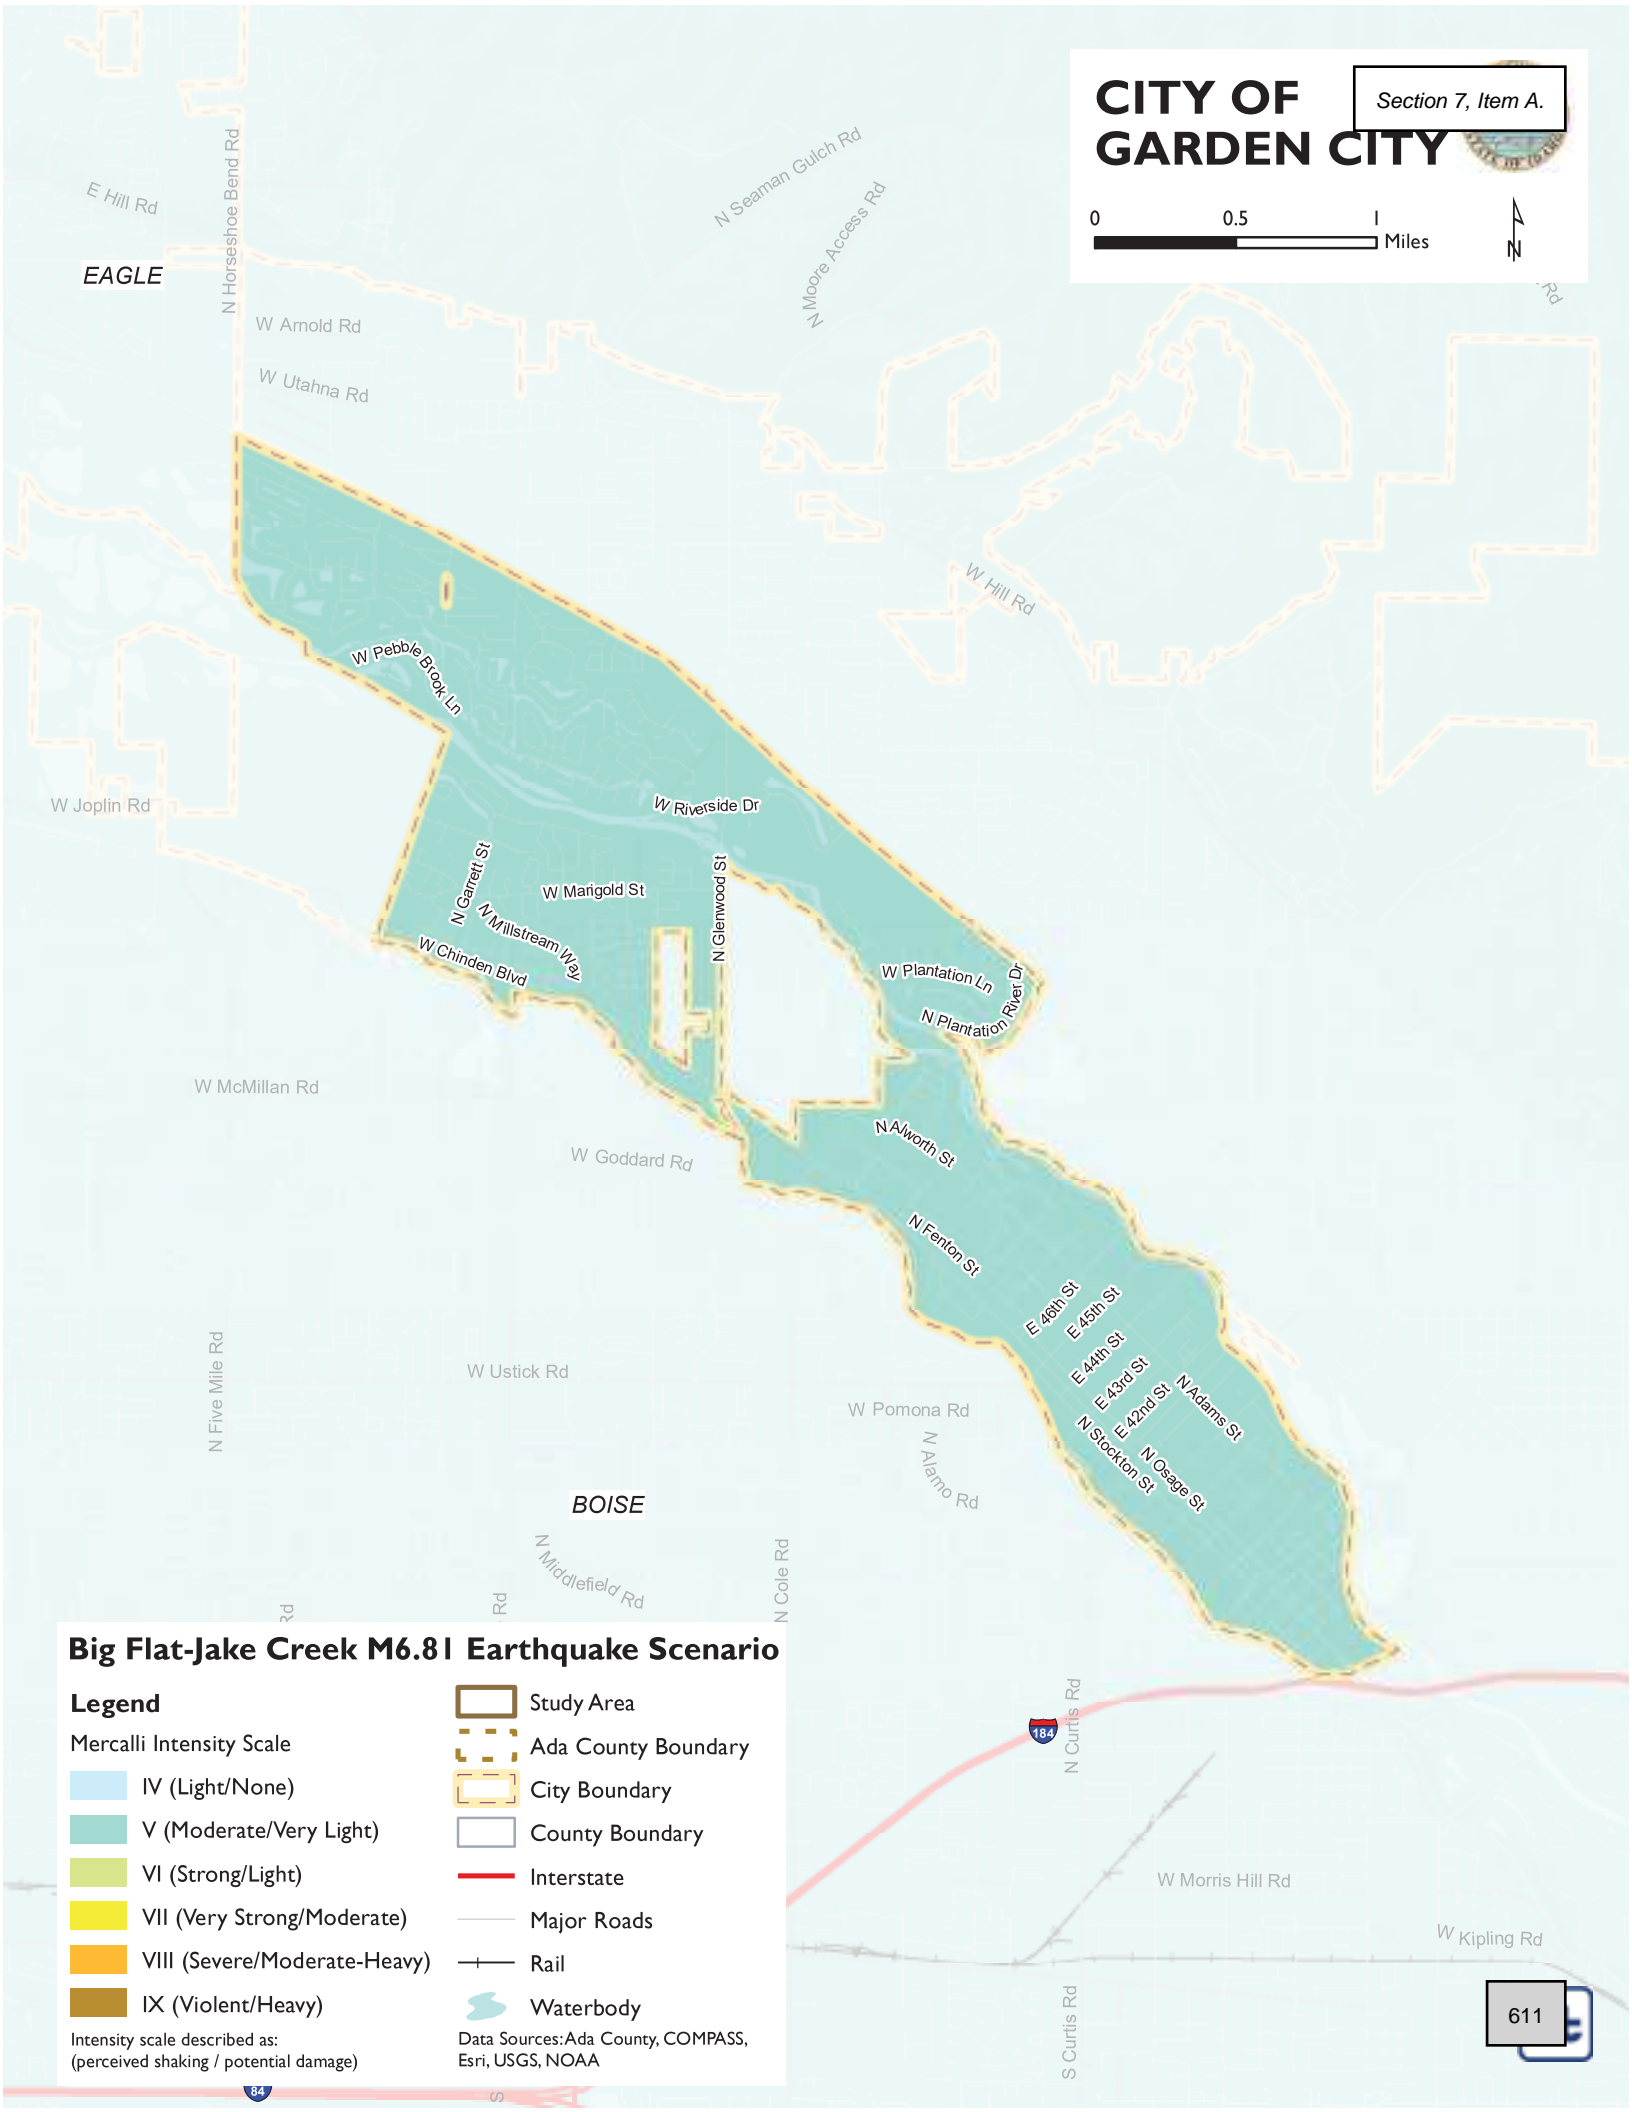 CITY OF
GARDEN CITY
Section 7, Item A.
STATE OF IDAHO
0 0.5 1
Miles
N
Rd
N Seaman Gulch Rd
N Moore Access Rd
N Horseshoe Bend Rd
E Hill Rd
EAGLE
W Arnold Rd
W Utahna Rd
W Hill Rd
W Pebble Brook Ln
W Joplin Rd
W Riverside Dr
N Garrett St
W Marigold St
N Glenwood St
N Millstream Way
W Chinden Blvd
W Plantation Ln
N Plantation River Dr
W McMillan Rd
N Alworth St
W Goddard Rd
N Fenton St
E 46th St
E 45th St
E 44th St
E 43rd St
E 42nd St
N Adams St
N Stockton St
N Osage St
N Five Mile Rd
W Ustick Rd
W Pomona Rd
N Alamo Rd
BOISE
N Middlefield Rd
N Cole Rd
Rd
Rd
184
N Curtis Rd
W Morris Hill Rd
W Kipling Rd
S Curtis Rd
Big Flat-Jake Creek M6.81 Earthquake Scenario
Legend
Mercalli Intensity Scale
IV (Light/None)
V (Moderate/Very Light)
VI (Strong/Light)
VII (Very Strong/Moderate)
VIII (Severe/Moderate-Heavy)
IX (Violent/Heavy)
Intensity scale described as:
(perceived shaking / potential damage)
Study Area
Ada County Boundary
City Boundary
County Boundary
Interstate
Major Roads
Rail
Waterbody
Data Sources: Ada County, COMPASS,
Esri, USGS, NOAA
84
S
611